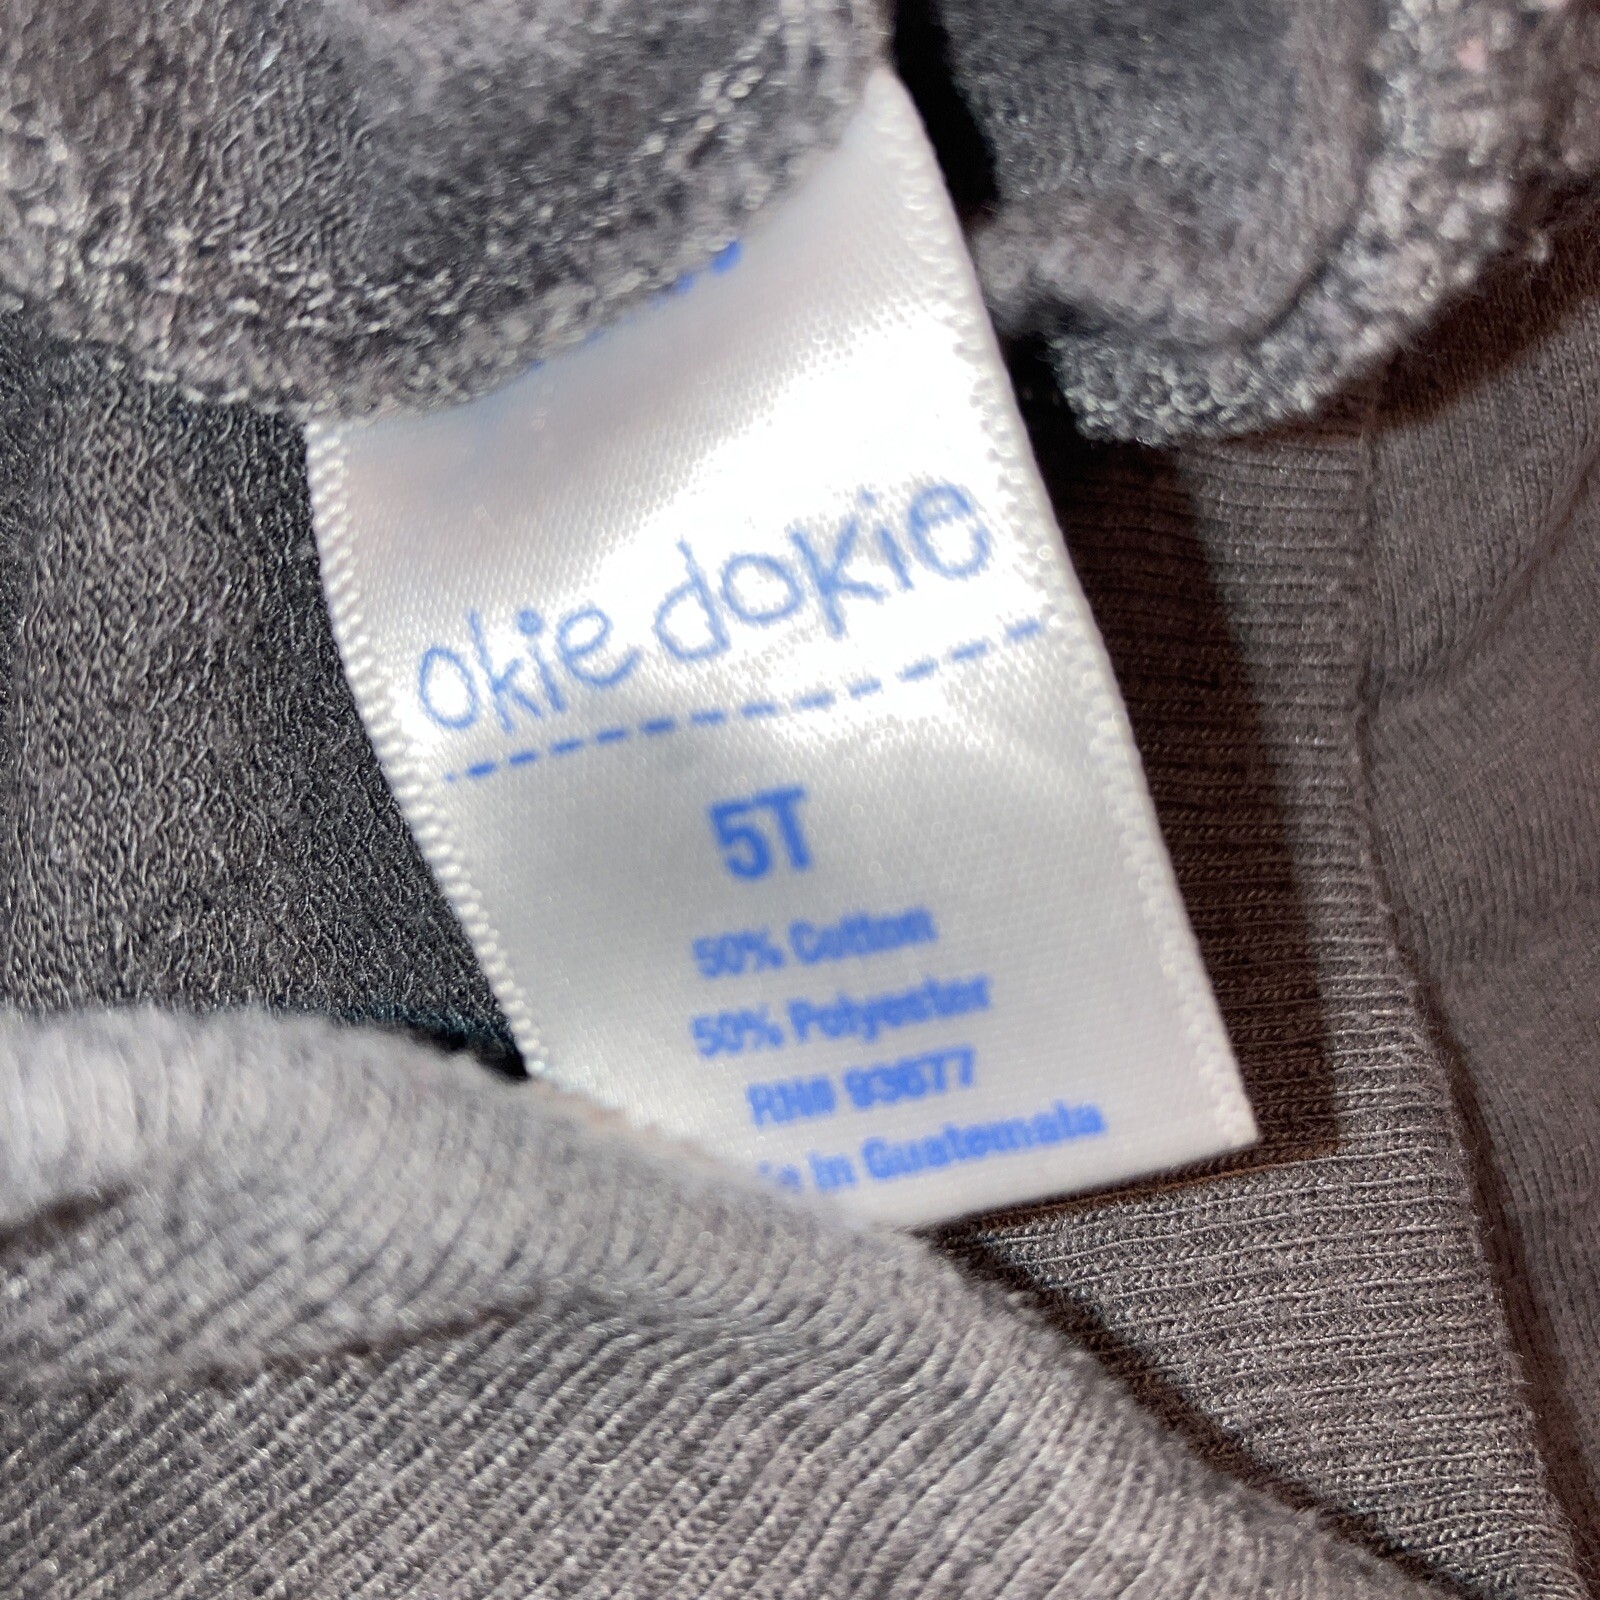 okie dokie
5T
50% Cotton
50% Polyester
RN# 93677
in Guatemala